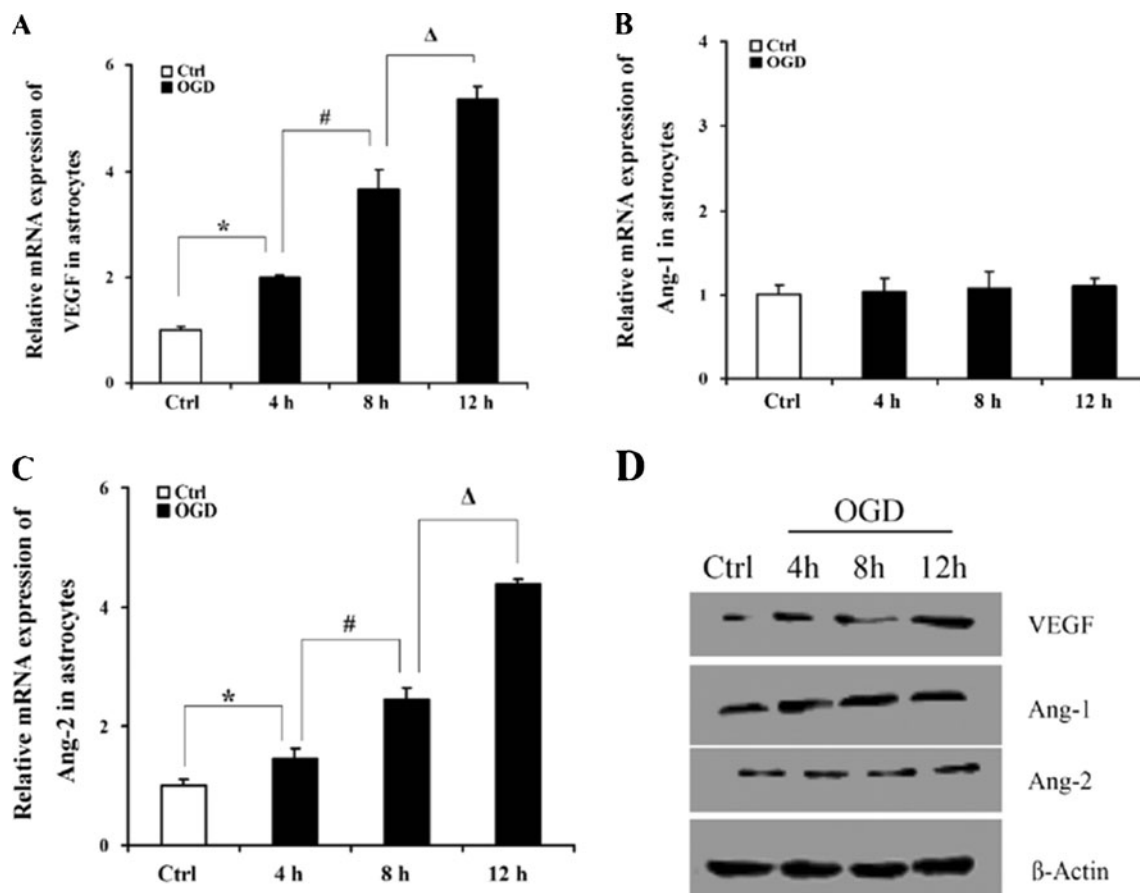 A
Relative mRNA expression of
VEGF in astrocytes
Ctrl
OGD
6
4
2
0
*
#
Δ
Ctrl 4 h 8 h 12 h
B
Relative mRNA expression of
Ang-1 in astrocytes
Ctrl
OGD
4
3
2
1
0
Ctrl 4 h 8 h 12 h
C
Relative mRNA expression of
Ang-2 in astrocytes
Ctrl
OGD
6
4
2
0
*
#
Δ
Ctrl 4 h 8 h 12 h
D
OGD
Ctrl 4h 8h 12h
VEGF
Ang-1
Ang-2
β-Actin